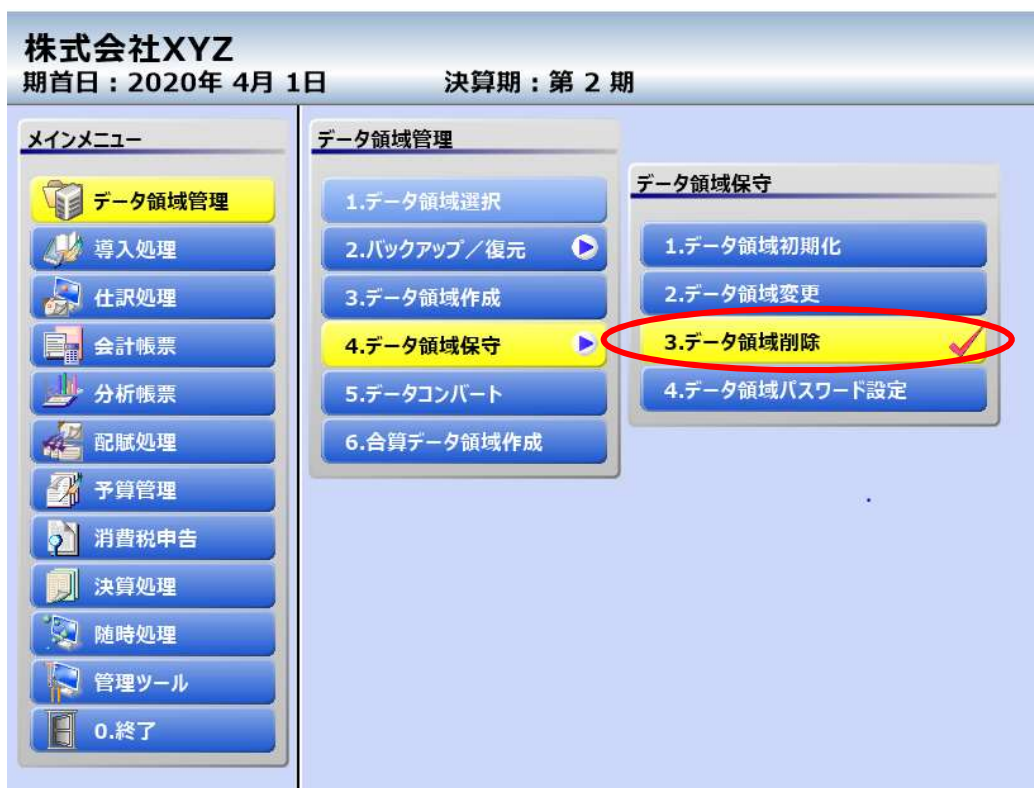 株式会社XYZ
期首日：2020年 4月 1日 決算期：第 2 期
メインメニュー
データ領域管理
導入処理
仕訳処理
会計帳票
分析帳票
配賦処理
予算管理
消費税申告
決算処理
随時処理
管理ツール
0.終了
データ領域管理
1.データ領域選択
2.バックアップ／復元
3.データ領域作成
4.データ領域保守
5.データコンバート
6.合算データ領域作成
データ領域保守
1.データ領域初期化
2.データ領域変更
3.データ領域削除
4.データ領域パスワード設定